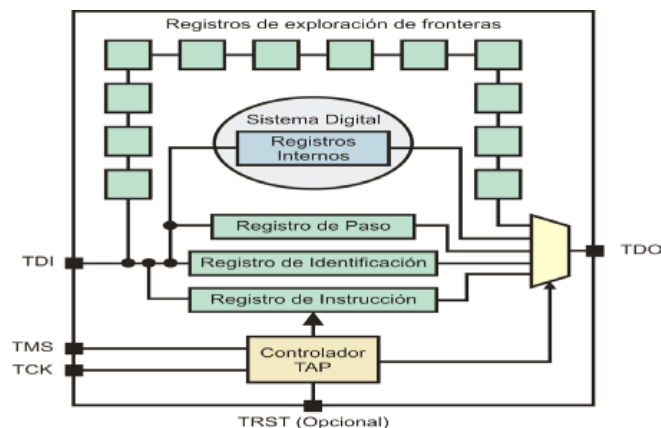 Registros de exploración de fronteras
Sistema Digital
Registros
Internos
Registro de Paso
TDI
TDO
Registro de Identificación
Registro de Instrucción
TMS
TCK
Controlador
TAP
TRST (Opcional)